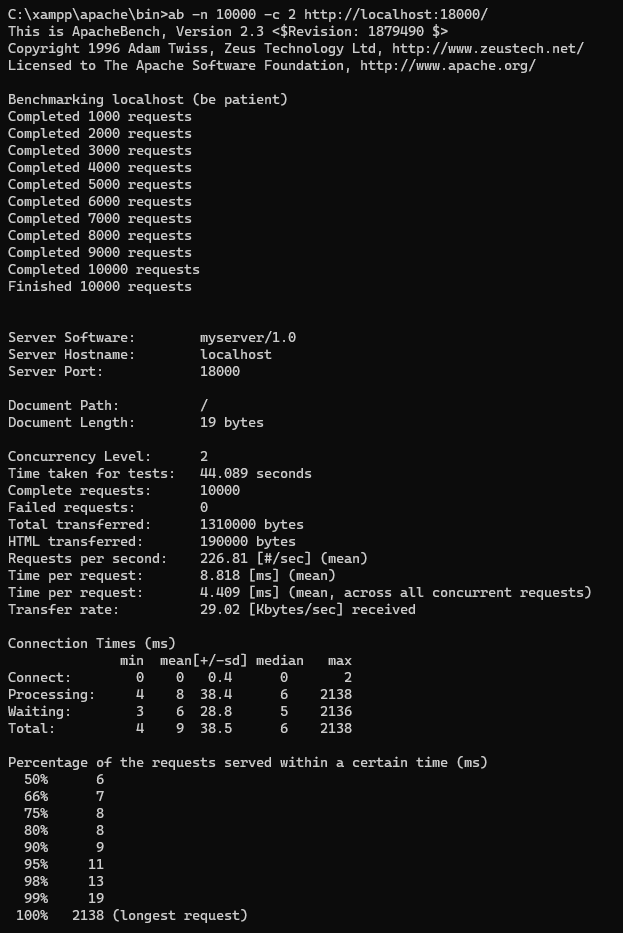 C:\xampp\apache\bin>ab -n 10000 -c 2 http://localhost:18000/
This is ApacheBench, Version 2.3 <$Revision: 1879490 $>
Copyright 1996 Adam Twiss, Zeus Technology Ltd, http://www.zeustech.net/
Licensed to The Apache Software Foundation, http://www.apache.org/

Benchmarking localhost (be patient)
Completed 1000 requests
Completed 2000 requests
Completed 3000 requests
Completed 4000 requests
Completed 5000 requests
Completed 6000 requests
Completed 7000 requests
Completed 8000 requests
Completed 9000 requests
Completed 10000 requests
Finished 10000 requests


Server Software:        myserver/1.0
Server Hostname:        localhost
Server Port:            18000

Document Path:          /
Document Length:        19 bytes

Concurrency Level:      2
Time taken for tests:   44.089 seconds
Complete requests:      10000
Failed requests:        0
Total transferred:      1310000 bytes
HTML transferred:       190000 bytes
Requests per second:    226.81 [#/sec] (mean)
Time per request:       8.818 [ms] (mean)
Time per request:       4.409 [ms] (mean, across all concurrent requests)
Transfer rate:          29.02 [Kbytes/sec] received

Connection Times (ms)
              min  mean[+/-sd] median   max
Connect:        0    0   0.4      0       2
Processing:     4    8  38.4      6    2138
Waiting:        3    6  28.8      5    2136
Total:          4    9  38.5      6    2138

Percentage of the requests served within a certain time (ms)
  50%      6
  66%      7
  75%      8
  80%      8
  90%      9
  95%     11
  98%     13
  99%     19
 100%   2138 (longest request)